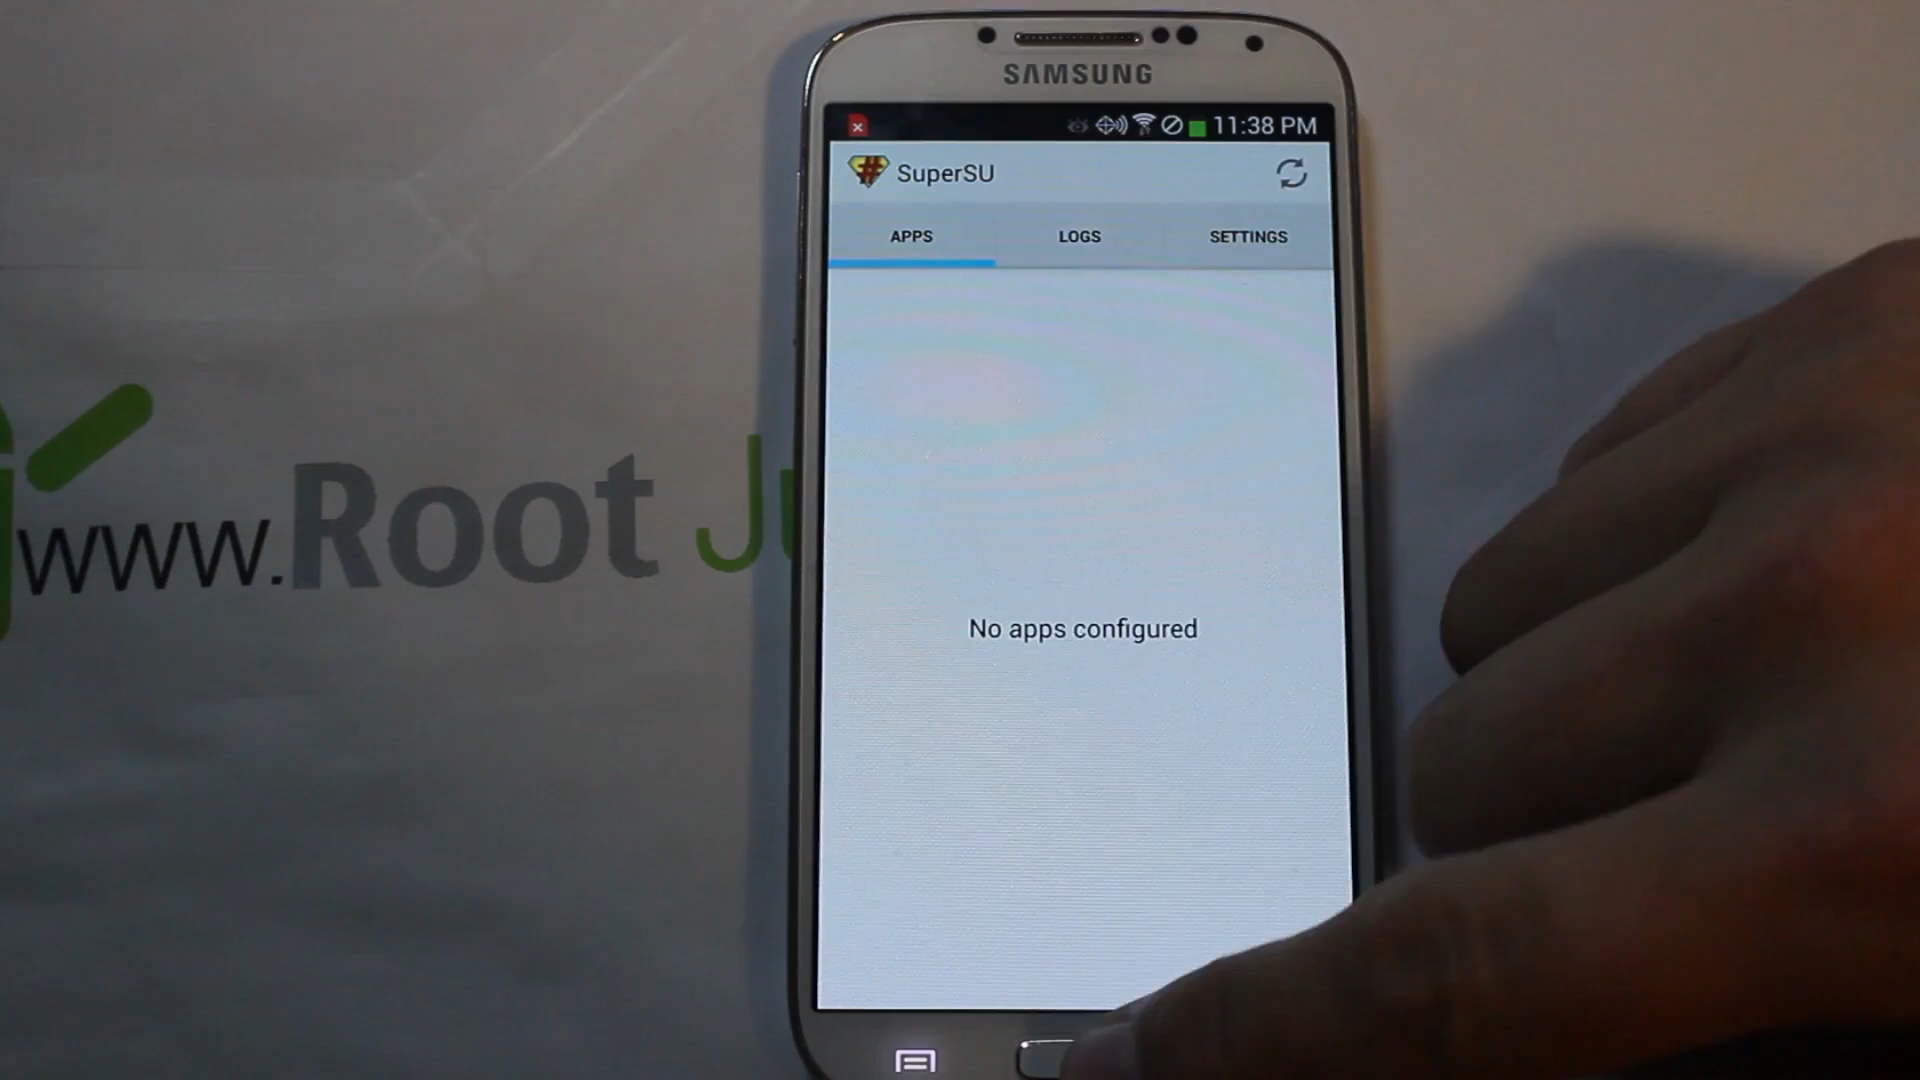 SAMSUNG
11:38 PM
SuperSU
APPS LOGS SETTINGS
www.Root
No apps configured